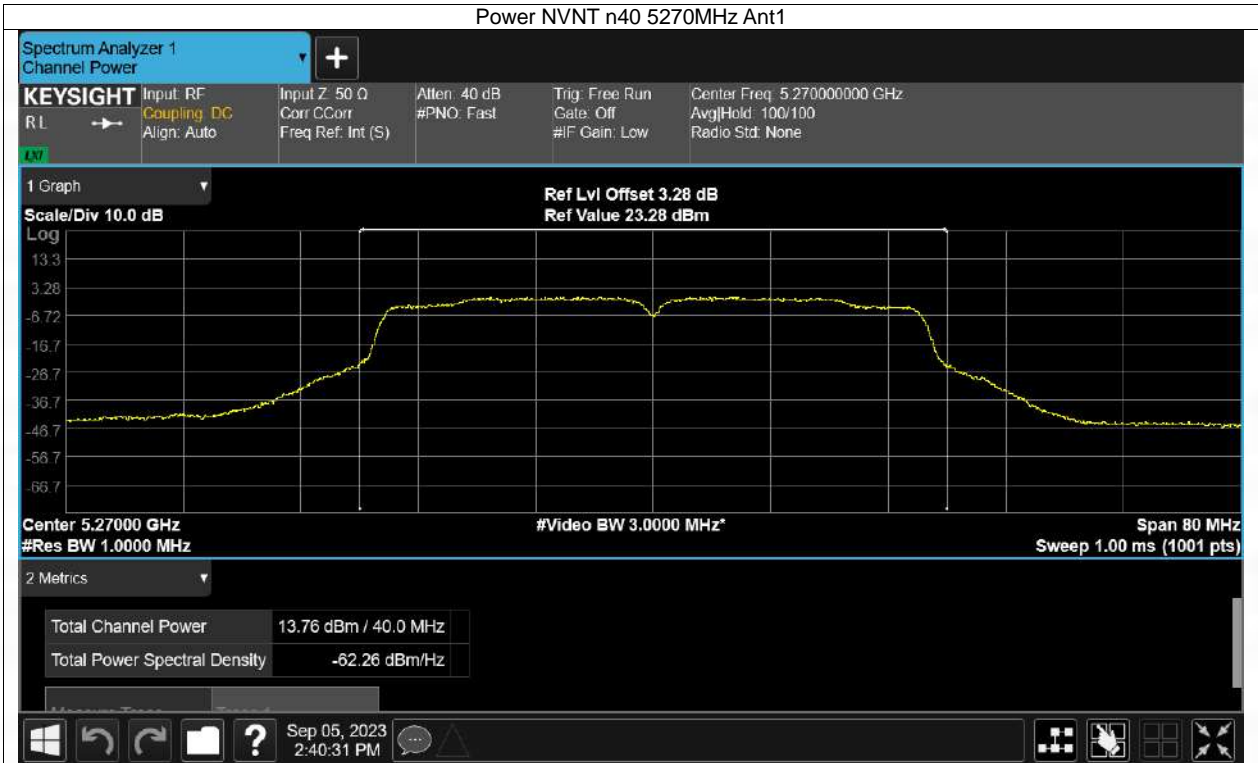 Power NVNT n40 5270MHz Ant1
Spectrum Analyzer 1
Channel Power
+
KEYSIGHT
RL
LXI
Input: RF
Coupling: DC
Align: Auto
Input Z: 50 Ω
Corr CCorr
Freq Ref: Int (S)
Atten: 40 dB
#PNO: Fast
Trig: Free Run
Gate: Off
#IF Gain: Low
Center Freq: 5.270000000 GHz
Avg|Hold: 100/100
Radio Std: None
1 Graph
Ref Lvl Offset 3.28 dB
Scale/Div 10.0 dB
Ref Value 23.28 dBm
Log
13.3
3.28
-6.72
-16.7
-26.7
-36.7
-46.7
-56.7
-66.7
Center 5.27000 GHz
#Video BW 3.0000 MHz*
Span 80 MHz
#Res BW 1.0000 MHz
Sweep 1.00 ms (1001 pts)
2 Metrics
Total Channel Power 13.76 dBm / 40.0 MHz
Total Power Spectral Density -62.26 dBm/Hz
?
Sep 05, 2023
2:40:31 PM